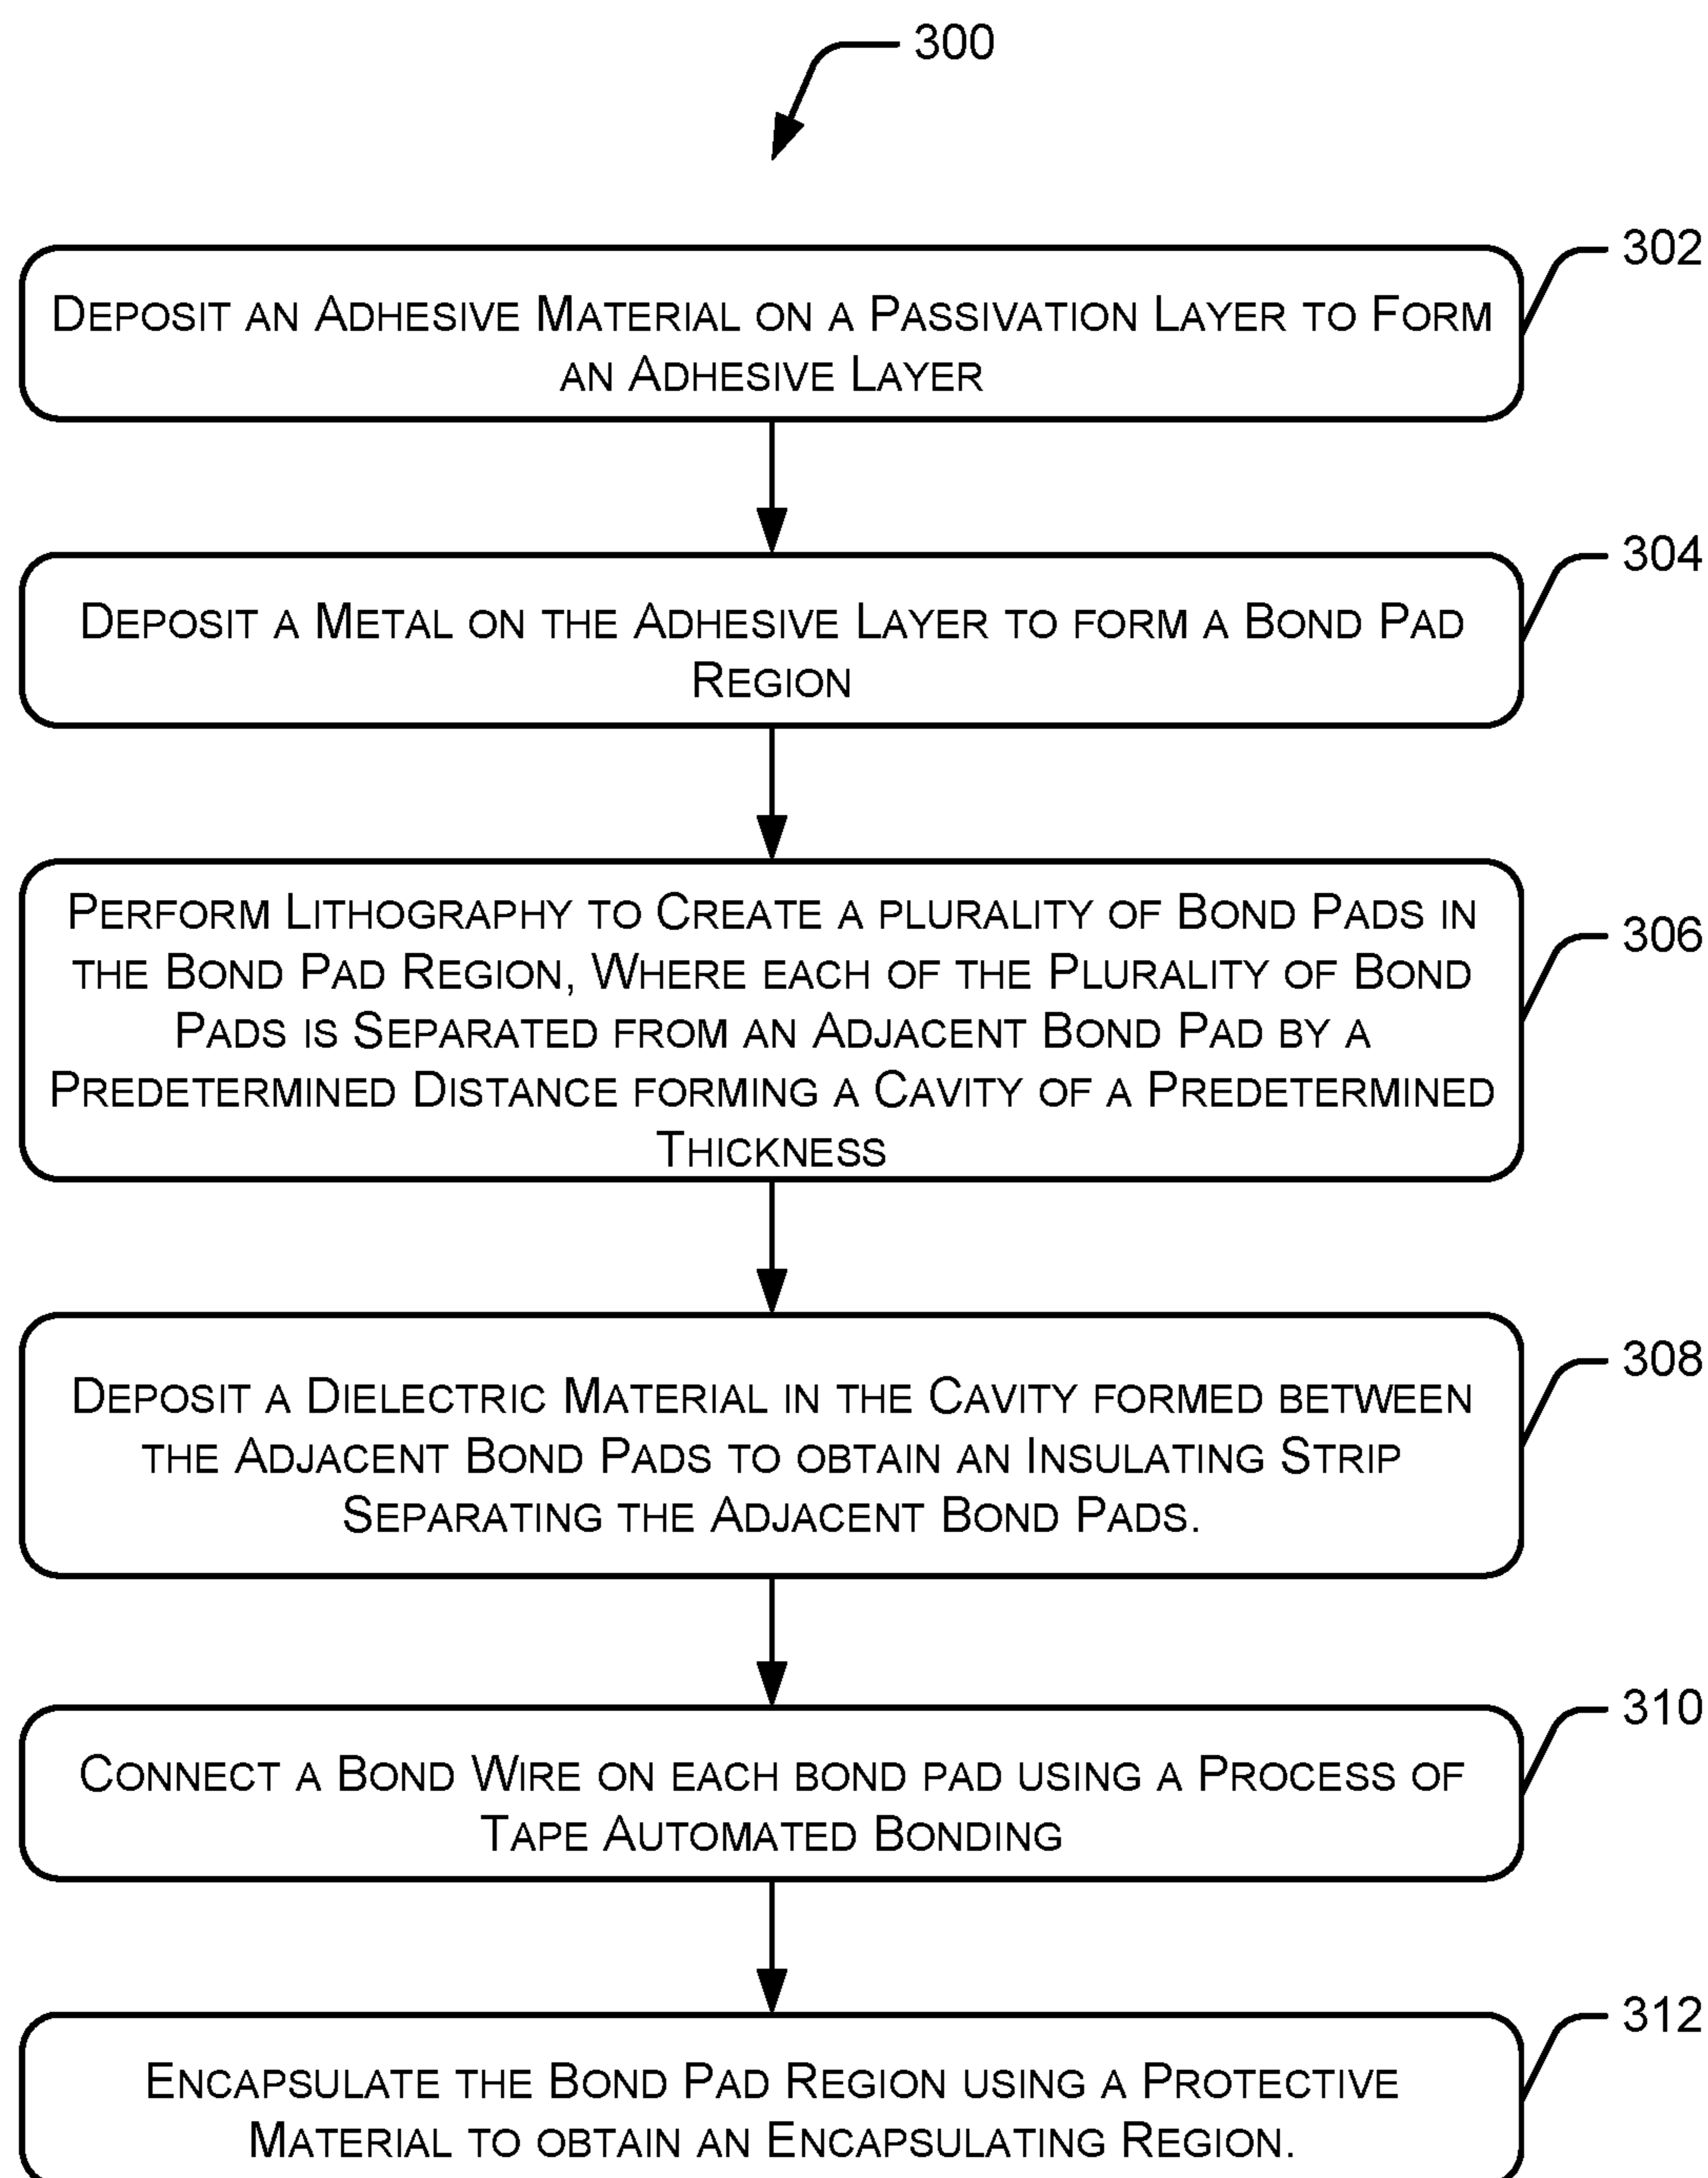 300
302
DEPOSIT AN ADHESIVE MATERIAL ON A PASSIVATION LAYER TO FORM
AN ADHESIVE LAYER
304
DEPOSIT A METAL ON THE ADHESIVE LAYER TO FORM A BOND PAD
REGION
306
PERFORM LITHOGRAPHY TO CREATE A PLURALITY OF BOND PADS IN
THE BOND PAD REGION, WHERE EACH OF THE PLURALITY OF BOND
PADS IS SEPARATED FROM AN ADJACENT BOND PAD BY A
PREDETERMINED DISTANCE FORMING A CAVITY OF A PREDETERMINED
THICKNESS
308
DEPOSIT A DIELECTRIC MATERIAL IN THE CAVITY FORMED BETWEEN
THE ADJACENT BOND PADS TO OBTAIN AN INSULATING STRIP
SEPARATING THE ADJACENT BOND PADS.
310
CONNECT A BOND WIRE ON EACH BOND PAD USING A PROCESS OF
TAPE AUTOMATED BONDING
312
ENCAPSULATE THE BOND PAD REGION USING A PROTECTIVE
MATERIAL TO OBTAIN AN ENCAPSULATING REGION.